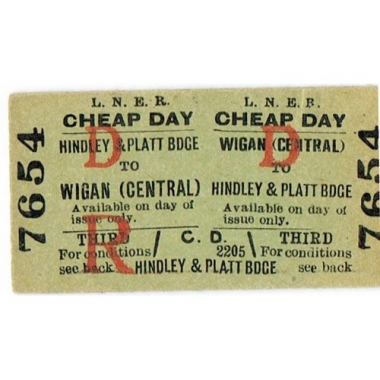 L. N. E. R.
CHEAP DAY
HINDLEY & PLATT BDGE
TO
WIGAN (CENTRAL)
Available on day of
issue only.
THIRD
For conditions
see back
L. N. E. R.
CHEAP DAY
WIGAN (CENTRAL)
TO
HINDLEY & PLATT BDGE
Available on day of
issue only.
THIRD
For conditions
see back
/ C. D. \
2205
HINDLEY & PLATT BDGE
7654
7654
D
D
R